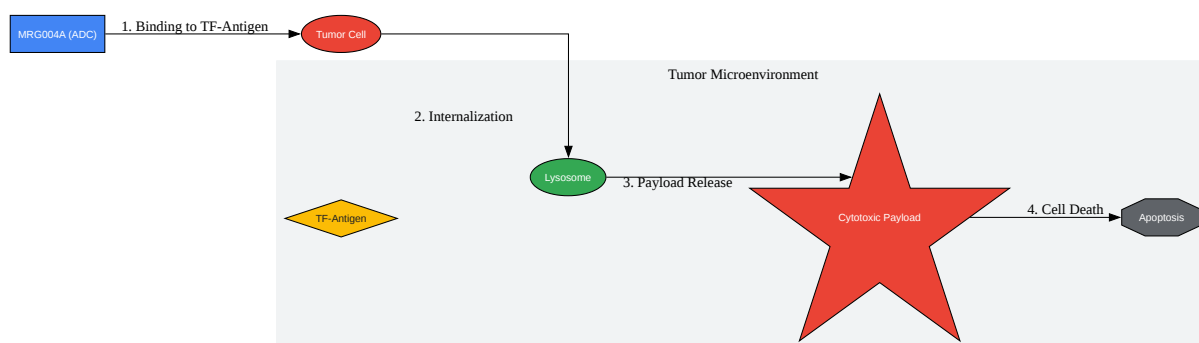 MRG004A (ADC)
1. Binding to TF-Antigen
Tumor Cell
Tumor Microenvironment
2. Internalization
Lysosome
3. Payload Release
TF-Antigen
Cytotoxic Payload
4. Cell Death
Apoptosis